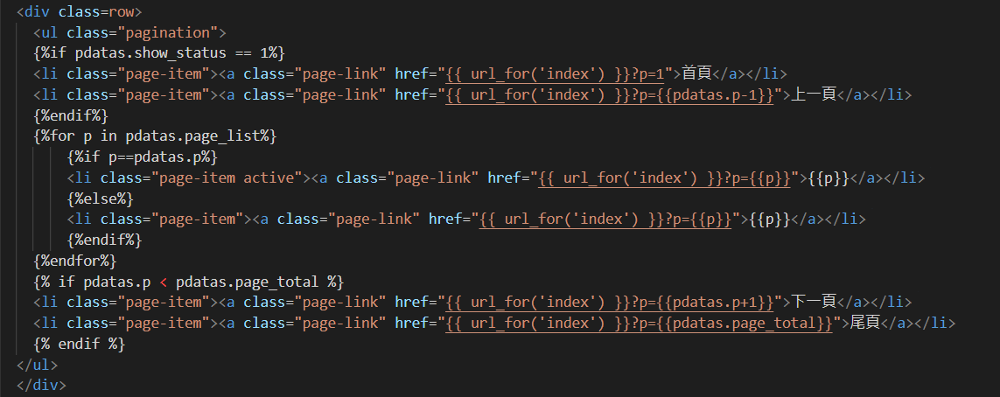 <div class=row>
<ul class="pagination">
{%if pdatas.show_status == 1%}
<li class="page-item"><a class="page-link" href="{{ url_for('index') }}?p=1">首頁</a></li>
<li class="page-item"><a class="page-link" href="{{ url_for('index') }}?p={{pdatas.p-1}}">上一頁</a></li>
{%endif%}
{%for p in pdatas.page_list%}
{%if p==pdatas.p%}
<li class="page-item active"><a class="page-link" href="{{ url_for('index') }}?p={{p}}">{{p}}</a></li>
{%else%}
<li class="page-item"><a class="page-link" href="{{ url_for('index') }}?p={{p}}">{{p}}</a></li>
{%endif%}
{%endfor%}
{% if pdatas.p < pdatas.page_total %}
<li class="page-item"><a class="page-link" href="{{ url_for('index') }}?p={{pdatas.p+1}}">下一頁</a></li>
<li class="page-item"><a class="page-link" href="{{ url_for('index') }}?p={{pdatas.page_total}}">尾頁</a></li>
{% endif %}
</ul>
</div>